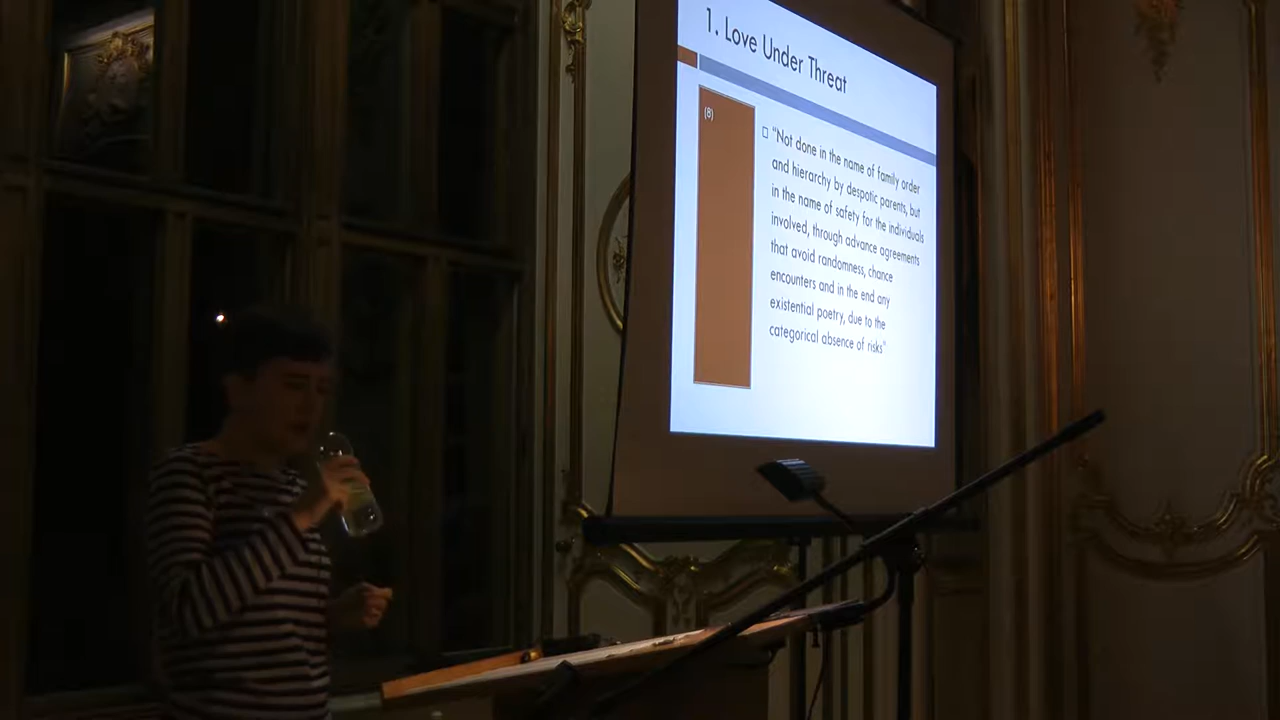 1. Love Under Threat
(8)
"Not done in the name of family order
and hierarchy by despotic parents, but
in the name of safety for the individuals
involved, through advance agreements
that avoid randomness, chance
encounters and in the end any
existential poetry, due to the
categorical absence of risks"